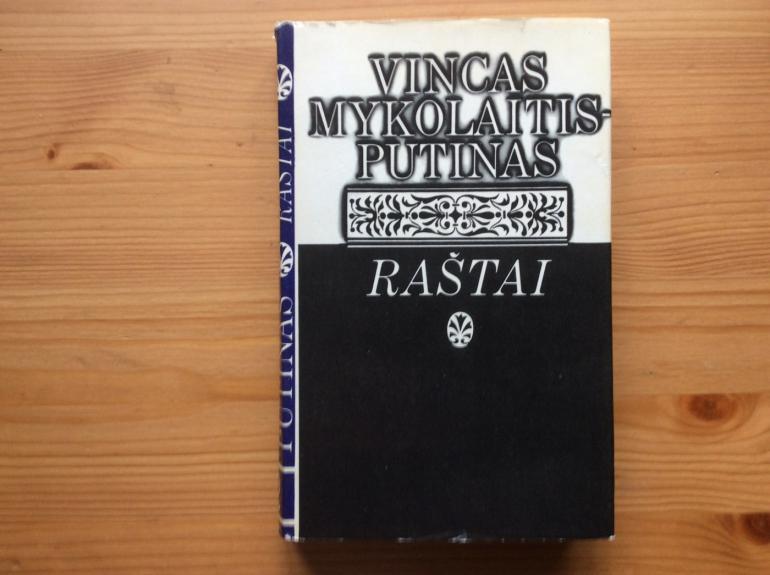 VINCAS
MYKOLAITIS-
PUTINAS
RAŠTAI
PUTINAS RAŠTAI